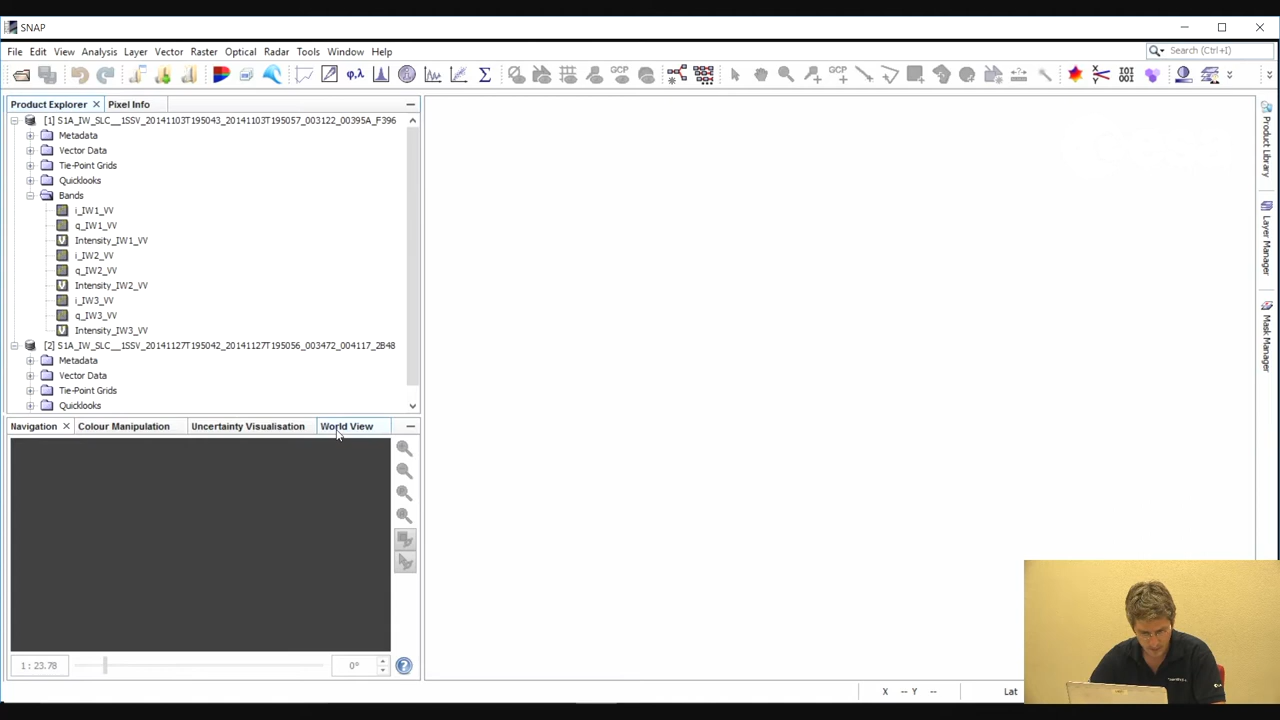 SNAP
File Edit View Analysis Layer Vector Raster Optical Radar Tools Window Help
Search (Ctrl+I)
φ,λ Σ GCP GCP
Product Explorer Pixel Info
[1] S1A_IW_SLC__1SSV_20141103T195043_20141103T195057_003122_00395A_F396
Metadata
Vector Data
Tie-Point Grids
Quicklooks
Bands
i_IW1_VV
q_IW1_VV
Intensity_IW1_VV
i_IW2_VV
q_IW2_VV
Intensity_IW2_VV
i_IW3_VV
q_IW3_VV
Intensity_IW3_VV
[2] S1A_IW_SLC__1SSV_20141127T195042_20141127T195056_003472_004117_2B48
Metadata
Vector Data
Tie-Point Grids
Quicklooks
Product Library
Layer Manager
Mask Manager
Navigation Colour Manipulation Uncertainty Visualisation World View
1 : 23.78 0°
X -- Y -- Lat